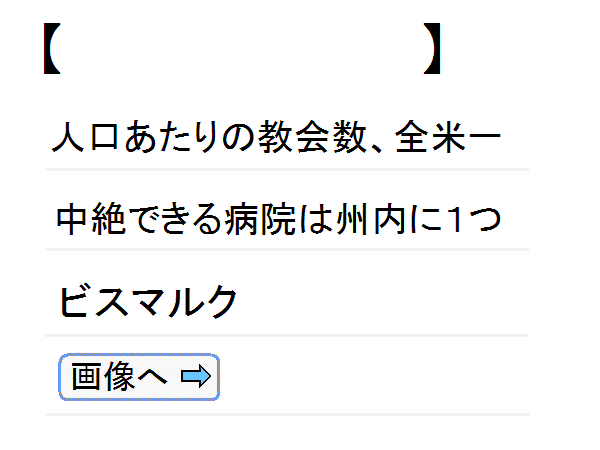 【 】
人口あたりの教会数、全米一
中絶できる病院は州内に１つ
ビスマルク
画像へ ⇨